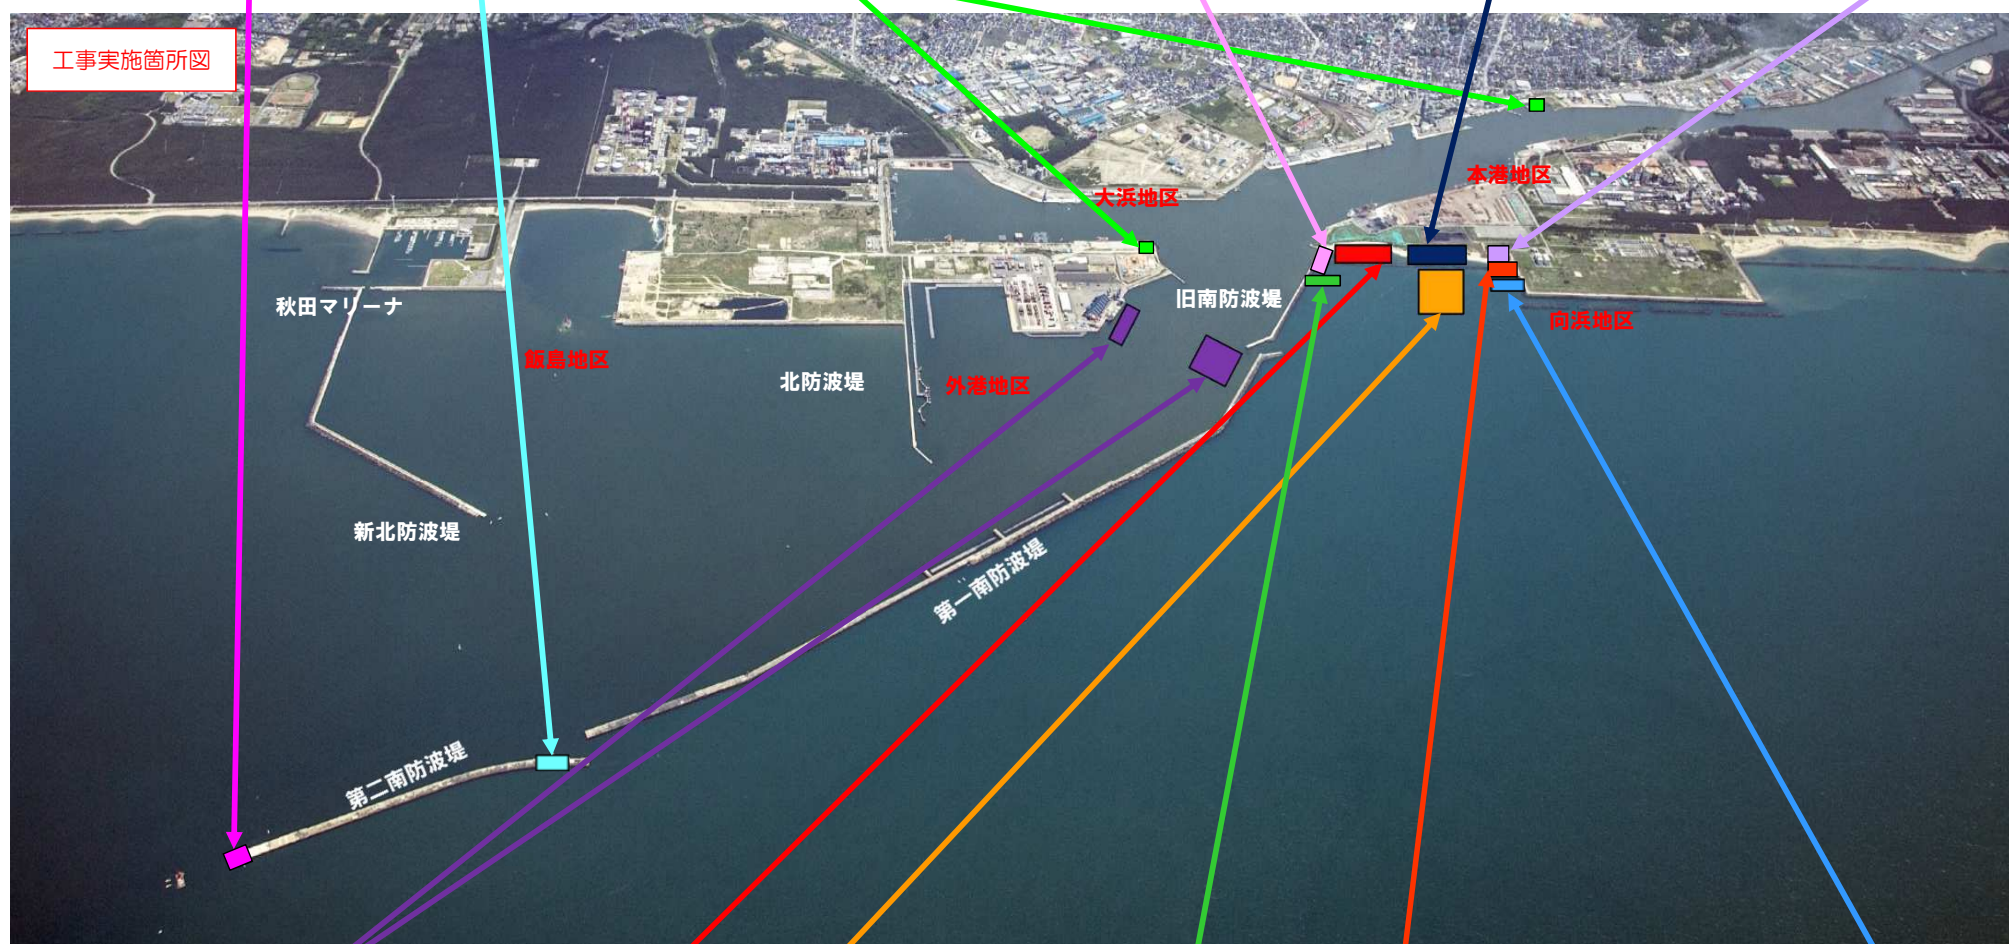 工事実施箇所図
本港地区
大浜地区
旧南防波堤
秋田マリーナ
向浜地区
飯島地区
北防波堤
外港地区
新北防波堤
第一南防波堤
第二南防波堤